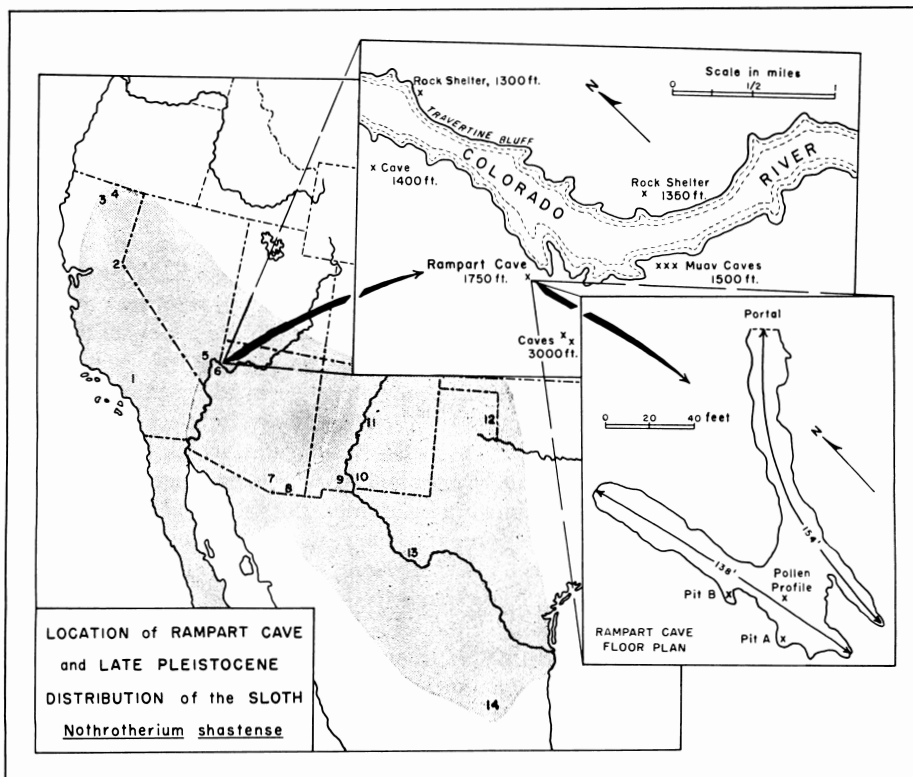 Rock Shelter, 1300 ft.
x
TRAVERTINE BLUFF
N
Scale in miles
0 1/2 1
COLORADO
RIVER
x Cave
1400 ft.
Rock Shelter
x 1350 ft.
Rampart Cave
1750 ft. x
xxx Muav Caves
1500 ft.
Caves x x
3000 ft.
Portal
0 20 40 feet
N
154'
138'
Pollen
Profile
x
Pit B x
Pit A x
RAMPART CAVE
FLOOR PLAN
3 4
2
5
6
1
11
12
7
8
9
10
13
14
LOCATION of RAMPART CAVE
and LATE PLEISTOCENE
DISTRIBUTION of the SLOTH
Nothrotherium shastense